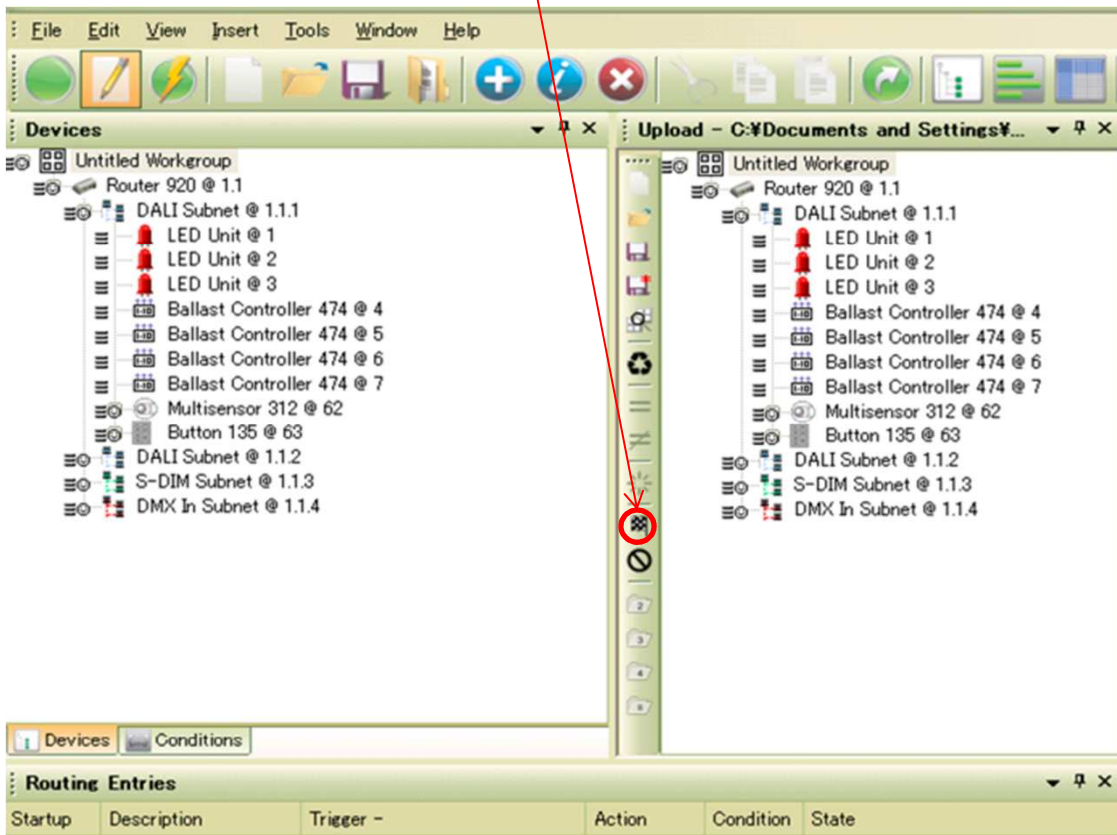 File Edit View Insert Tools Window Help
Devices
Untitled Workgroup
Router 920 @ 1.1
DALI Subnet @ 1.1.1
LED Unit @ 1
LED Unit @ 2
LED Unit @ 3
Ballast Controller 474 @ 4
Ballast Controller 474 @ 5
Ballast Controller 474 @ 6
Ballast Controller 474 @ 7
Multisensor 312 @ 62
Button 135 @ 63
DALI Subnet @ 1.1.2
S-DIM Subnet @ 1.1.3
DMX In Subnet @ 1.1.4
Devices Conditions
Upload - C:¥Documents and Settings¥...
Untitled Workgroup
Router 920 @ 1.1
DALI Subnet @ 1.1.1
LED Unit @ 1
LED Unit @ 2
LED Unit @ 3
Ballast Controller 474 @ 4
Ballast Controller 474 @ 5
Ballast Controller 474 @ 6
Ballast Controller 474 @ 7
Multisensor 312 @ 62
Button 135 @ 63
DALI Subnet @ 1.1.2
S-DIM Subnet @ 1.1.3
DMX In Subnet @ 1.1.4
2
3
4
Routing Entries
Startup Description Trigger - Action Condition State